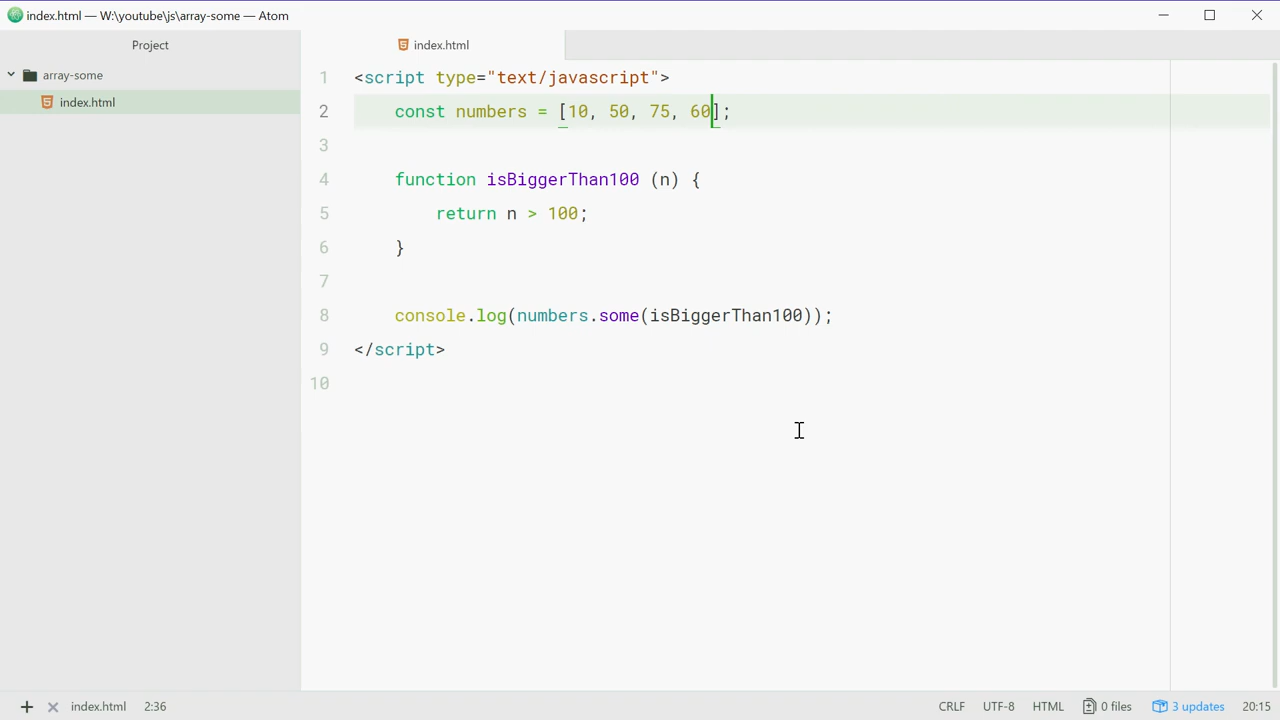 index.html — W:\youtube\js\array-some — Atom
Project
array-some
index.html
index.html
1 <script type="text/javascript">
2 const numbers = [10, 50, 75, 60];
3
4 function isBiggerThan100 (n) {
5 return n > 100;
6 }
7
8 console.log(numbers.some(isBiggerThan100));
9 </script>
10
index.html 2:36 CRLF UTF-8 HTML 0 files 3 updates 20:15